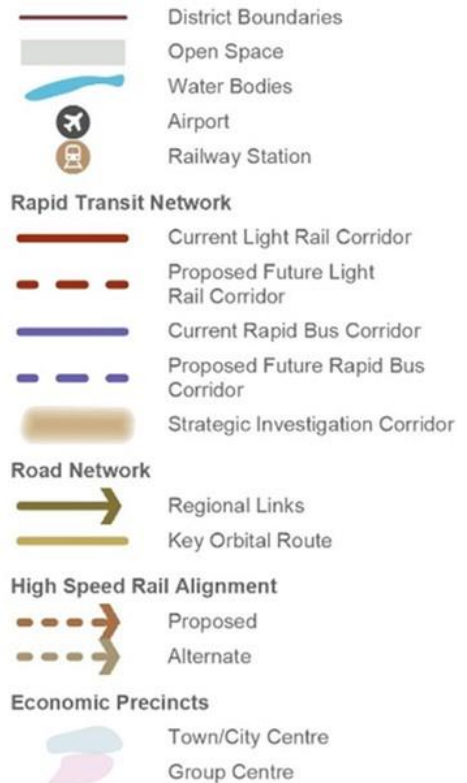 District Boundaries
Open Space
Water Bodies
Airport
Railway Station
Rapid Transit Network
Current Light Rail Corridor
Proposed Future Light
Rail Corridor
Current Rapid Bus Corridor
Proposed Future Rapid Bus
Corridor
Strategic Investigation Corridor
Road Network
Regional Links
Key Orbital Route
High Speed Rail Alignment
Proposed
Alternate
Economic Precincts
Town/City Centre
Group Centre